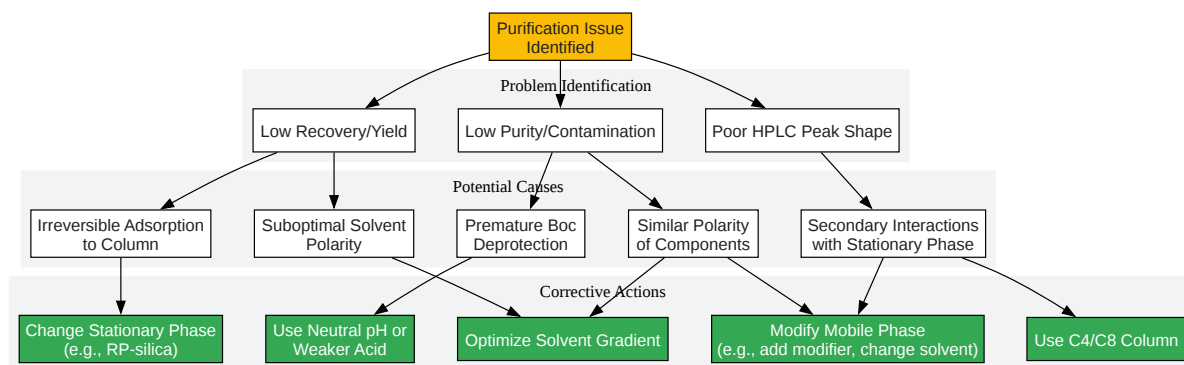 Purification Issue
Identified
Problem Identification
Low Recovery/Yield
Low Purity/Contamination
Poor HPLC Peak Shape
Potential Causes
Irreversible Adsorption
to Column
Suboptimal Solvent
Polarity
Premature Boc
Deprotection
Similar Polarity
of Components
Secondary Interactions
with Stationary Phase
Corrective Actions
Change Stationary Phase
(e.g., RP-silica)
Use Neutral pH or
Weaker Acid
Optimize Solvent Gradient
Modify Mobile Phase
(e.g., add modifier, change solvent)
Use C4/C8 Column